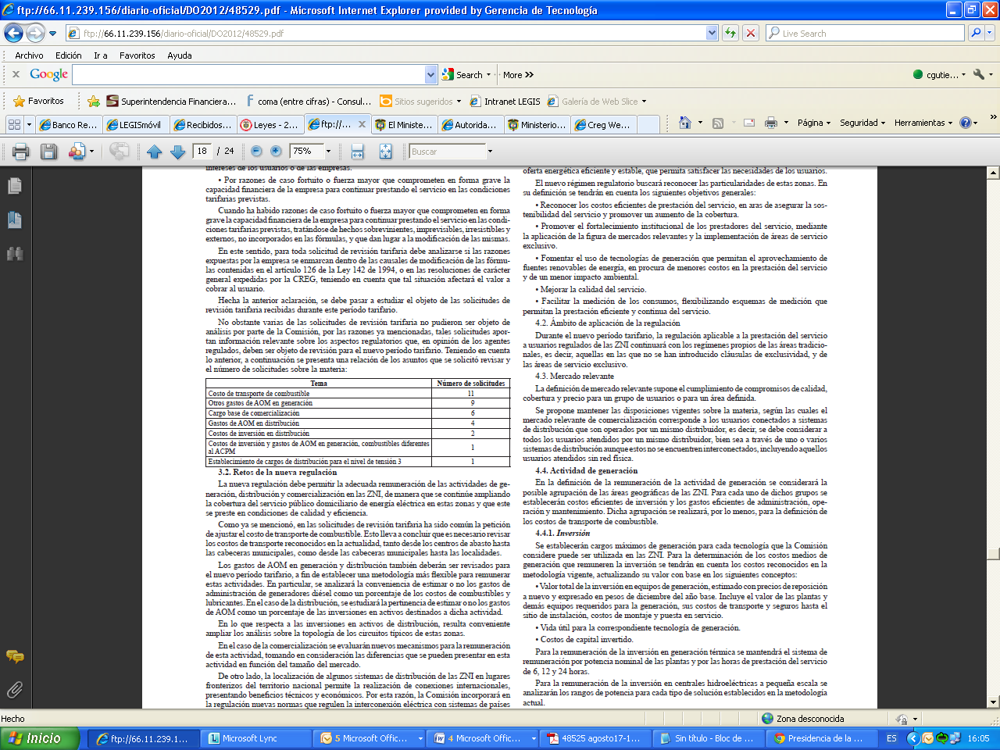 ftp://66.11.239.156/diario-oficial/DO2012/48529.pdf - Microsoft Internet Explorer provided by Gerencia de Tecnología
ftp://66.11.239.156/diario-oficial/DO2012/48529.pdf
Live Search
Archivo Edición Ir a Favoritos Ayuda
Google Search More cgutie...
Favoritos Superintendencia Financiera... coma (entre cifras) - Consul... Sitios sugeridos Intranet LEGIS Galería de Web Slice
Banco Re... LEGISmóvil Recibidos... Leyes - 2... ftp://... El Ministe... Autorida... Ministerio... Creg We... Página Seguridad Herramientas
18 / 24 75% Buscar
intereses de los usuarios o de las empresas.
• Por razones de caso fortuito o fuerza mayor que comprometen en forma grave la
capacidad financiera de la empresa para continuar prestando el servicio en las condiciones
tarifarias previstas.
Cuando ha habido razones de caso fortuito o fuerza mayor que comprometen en forma
grave la capacidad financiera de la empresa para continuar prestando el servicio en las condi-
ciones tarifarias previstas, tratándose de hechos sobrevinientes, imprevisibles, irresistibles y
externos, no incorporados en las fórmulas, y que dan lugar a la modificación de las mismas.
En este sentido, para toda solicitud de revisión tarifaria debe analizarse si las razones
expuestas por la empresa se enmarcan dentro de las causales de modificación de las fórmu-
las contenidas en el artículo 126 de la Ley 142 de 1994, o en las resoluciones de carácter
general expedidas por la CREG, teniendo en cuenta que tal situación afectará el valor a
cobrar al usuario.
Hecha la anterior aclaración, se debe pasar a estudiar el objeto de las solicitudes de
revisión tarifaria recibidas durante este período tarifario.
No obstante varias de las solicitudes de revisión tarifaria no pudieron ser objeto de
análisis por parte de la Comisión, por las razones ya mencionadas, tales solicitudes apor-
tan información relevante sobre los aspectos regulatorios que, en opinión de los agentes
regulados, deben ser objeto de revisión para el nuevo período tarifario. Teniendo en cuenta
lo anterior, a continuación se presenta una relación de los asuntos que se solicitó revisar y
el número de solicitudes sobre la materia:
Tema Número de solicitudes
Costo de transporte de combustible 11
Otros gastos de AOM en generación 9
Cargo base de comercialización 6
Gastos de AOM en distribución 4
Costos de inversión en distribución 2
Costos de inversión y gastos de AOM en generación, combustibles diferentes
al ACPM 1
Establecimiento de cargos de distribución para el nivel de tensión 3 1
3.2. Retos de la nueva regulación
La nueva regulación debe permitir la adecuada remuneración de las actividades de ge-
neración, distribución y comercialización en las ZNI, de manera que se continúe ampliando
la cobertura del servicio público domiciliario de energía eléctrica en estas zonas y que este
se preste en condiciones de calidad y eficiencia.
Como ya se mencionó, en las solicitudes de revisión tarifaria ha sido común la petición
de ajustar el costo de transporte de combustible. Esto lleva a concluir que es necesario revisar
los costos de transporte reconocidos en la actualidad, tanto desde los centros de abasto hasta
las cabeceras municipales, como desde las cabeceras municipales hasta las localidades.
Los gastos de AOM en generación y distribución también deberán ser revisados para
el nuevo período tarifario, a fin de establecer una metodología más flexible para remunerar
estas actividades. En particular, se analizará la conveniencia de estimar o no los gastos de
administración de generadores diésel como un porcentaje de los costos de combustibles y
lubricantes. En el caso de la distribución, se estudiará la pertinencia de estimar o no los gastos
de AOM como un porcentaje de las inversiones en activos destinados a dicha actividad.
En lo que respecta a las inversiones en activos de distribución, resulta conveniente
ampliar los análisis sobre la topología de los circuitos típicos de estas zonas.
En el caso de la comercialización se evaluarán nuevos mecanismos para la remuneración
de esta actividad, tomando en consideración las diferencias que se pueden presentar en esta
actividad en función del tamaño del mercado.
De otro lado, la localización de algunos sistemas de distribución de las ZNI en lugares
fronterizos del territorio nacional permite la realización de conexiones internacionales,
presentando beneficios técnicos y económicos. Por esta razón, la Comisión incorporará en
la regulación nuevas normas que regulen la interconexión eléctrica con sistemas de países
oferta energética eficiente y estable, que permita satisfacer las necesidades de los usuarios.
El nuevo régimen regulatorio buscará reconocer las particularidades de estas zonas. En
su definición se tendrán en cuenta los siguientes objetivos generales:
• Reconocer los costos eficientes de prestación del servicio, en aras de asegurar la sos-
tenibilidad del servicio y promover un aumento de la cobertura.
• Promover el fortalecimiento institucional de los prestadores del servicio, mediante
la aplicación de la figura de mercados relevantes y la implementación de áreas de servicio
exclusivo.
• Fomentar el uso de tecnologías de generación que permitan el aprovechamiento de
fuentes renovables de energía, en procura de menores costos en la prestación del servicio
y de un menor impacto ambiental.
• Mejorar la calidad del servicio.
• Facilitar la medición de los consumos, flexibilizando esquemas de medición que
permitan la prestación eficiente y continua del servicio.
4.2. Ámbito de aplicación de la regulación
Durante el nuevo período tarifario, la regulación aplicable a la prestación del servicio
a usuarios regulados de las ZNI continuará con los regímenes propios de las áreas tradicio-
nales, es decir, aquellas en las que no se han introducido cláusulas de exclusividad, y de
las áreas de servicio exclusivo.
4.3. Mercado relevante
La definición de mercado relevante supone el cumplimiento de compromisos de calidad,
cobertura y precio para un grupo de usuarios o para un área definida.
Se propone mantener las disposiciones vigentes sobre la materia, según las cuales el
mercado relevante de comercialización corresponde a los usuarios conectados a sistemas
de distribución que son operados por un mismo distribuidor, es decir, se debe considerar a
todos los usuarios atendidos por un mismo distribuidor, bien sea a través de uno o varios
sistemas de distribución aunque estos no se encuentren interconectados, incluyendo aquellos
usuarios atendidos sin red física.
4.4. Actividad de generación
En la definición de la remuneración de la actividad de generación se considerará la
posible agrupación de las áreas geográficas de las ZNI. Para cada uno de dichos grupos se
establecerán costos eficientes de inversión y los gastos eficientes de administración, ope-
ración y mantenimiento. Dicha agrupación se realizará, por lo menos, para la definición de
los costos de transporte de combustible.
4.4.1. Inversión
Se establecerán cargos máximos de generación para cada tecnología que la Comisión
considere puede ser utilizada en las ZNI. Para la determinación de los costos medios de
generación que remuneren la inversión se tendrán en cuenta los costos reconocidos en la
metodología vigente, actualizando su valor con base en los siguientes conceptos:
• Valor total de la inversión en equipos de generación, estimado con precios de reposición
a nuevo y expresado en pesos de diciembre del año base. Incluye el valor de las plantas y
demás equipos requeridos para la generación, sus costos de transporte y seguros hasta el
sitio de instalación, costos de montaje y puesta en servicio.
• Vida útil para la correspondiente tecnología de generación.
• Costos de capital invertido.
Para la remuneración de la inversión en generación térmica se mantendrá el sistema de
remuneración por potencia nominal de las plantas y por las horas de prestación del servicio
de 6, 12 y 24 horas.
Para la remuneración de la inversión en centrales hidroeléctricas a pequeña escala se
analizarán los rangos de potencia para cada tipo de solución establecidos en la metodología
actual.
Hecho Zona desconocida
Inicio ftp://66.11.239.1... Microsoft Lync 5 Microsoft Offic... 4 Microsoft Offic... 48525 agosto17-1... Sin título - Bloc de ... Presidencia de la ... ES 16:05